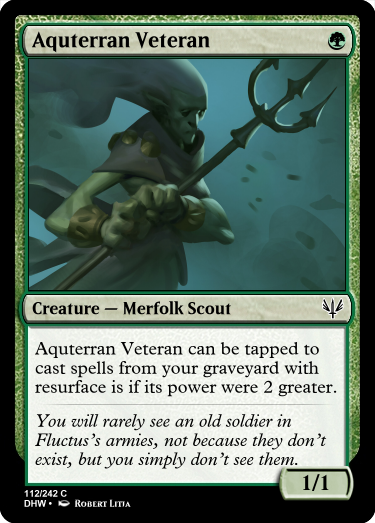 Aquterran Veteran
Creature — Merfolk Scout
Aquterran Veteran can be tapped to
cast spells from your graveyard with
resurface is if its power were 2 greater.
You will rarely see an old soldier in
Fluctus's armies, not because they don't
exist, but you simply don't see them.
1/1
112/242 C
DHW • Robert Litia